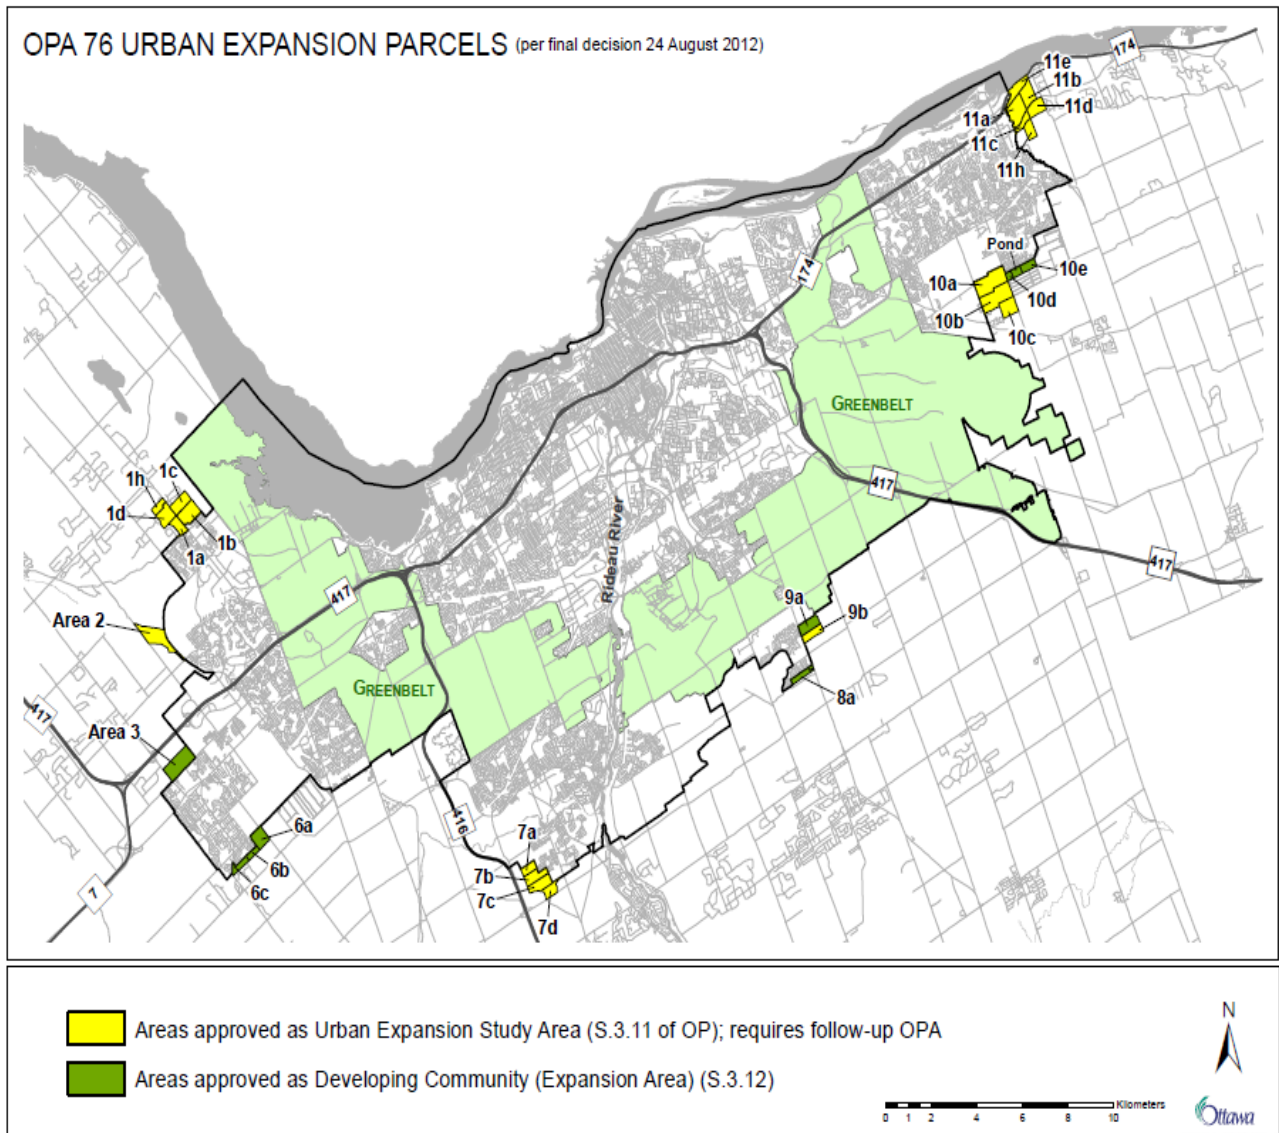 OPA 76 URBAN EXPANSION PARCELS (per final decision 24 August 2012)
174
11e
11b
11d
11a
11c
11h
Pond
10e
10a
10d
10b
10c
174
GREENBELT
417
417
1h
1c
1d
1b
1a
Rideau River
Area 2
417
9a
9b
8a
GREENBELT
417
Area 3
416
6a
6b
6c
7a
7b
7c
7d
7
Areas approved as Urban Expansion Study Area (S.3.11 of OP); requires follow-up OPA
Areas approved as Developing Community (Expansion Area) (S.3.12)
N
Kilometers
0 1 2 4 6 8 10
Ottawa